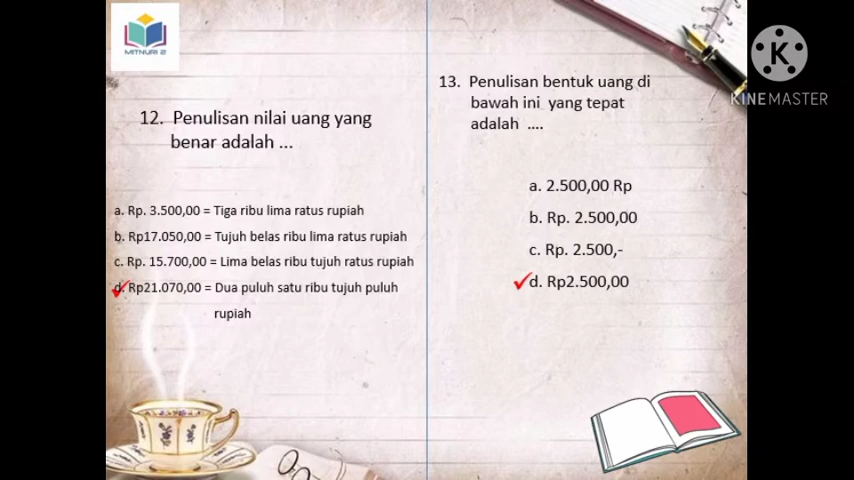 MITNURI 2
12. Penulisan nilai uang yang
benar adalah ...
a. Rp. 3.500,00 = Tiga ribu lima ratus rupiah
b. Rp17.050,00 = Tujuh belas ribu lima ratus rupiah
c. Rp. 15.700,00 = Lima belas ribu tujuh ratus rupiah
d. Rp21.070,00 = Dua puluh satu ribu tujuh puluh
rupiah
13. Penulisan bentuk uang di
bawah ini yang tepat
adalah ....
a. 2.500,00 Rp
b. Rp. 2.500,00
c. Rp. 2.500,-
d. Rp2.500,00
K
KINEMASTER